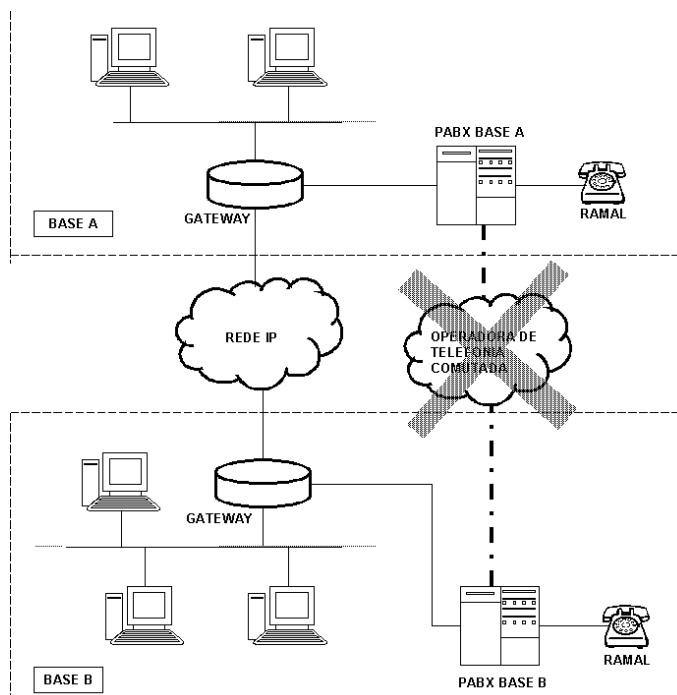 PABX BASE A
RAMAL
GATEWAY
BASE A
REDE IP
OPERADORA DE
TELEFONIA
COMUTADA
GATEWAY
BASE B
PABX BASE B
RAMAL